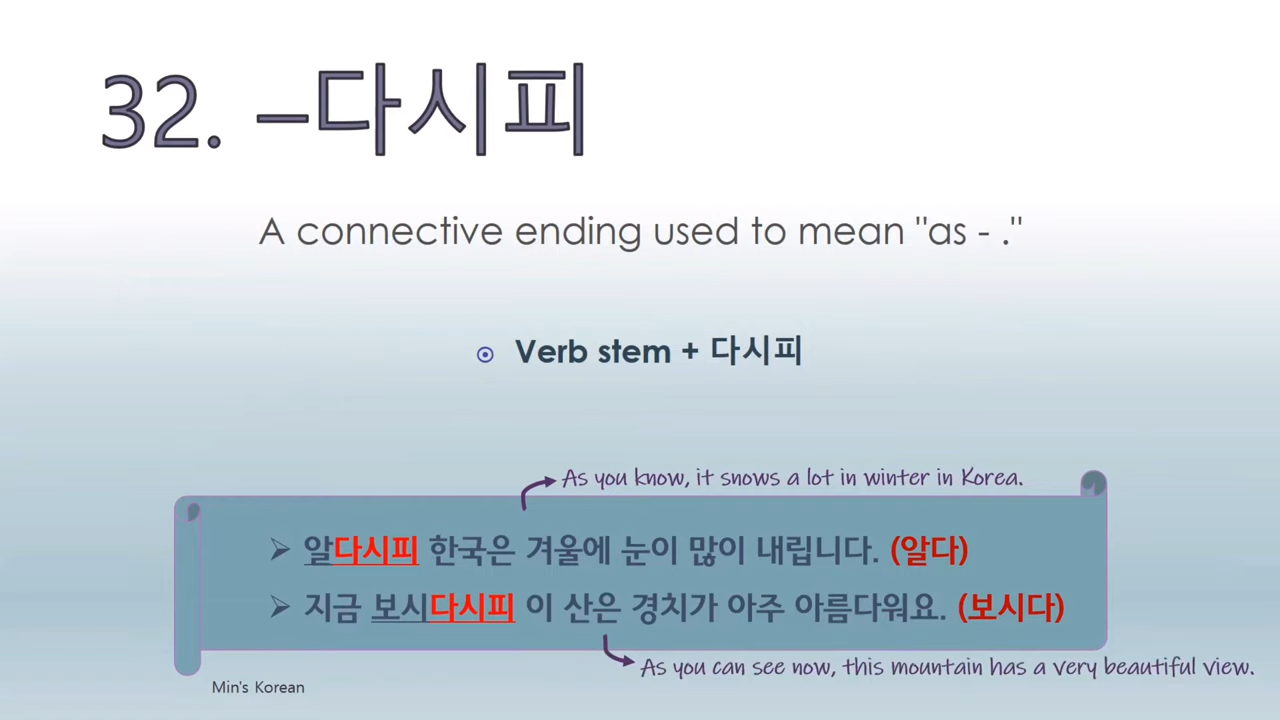 32. –다시피
A connective ending used to mean "as - ."
Verb stem + 다시피
As you know, it snows a lot in winter in Korea.
알다시피 한국은 겨울에 눈이 많이 내립니다. (알다)
지금 보시다시피 이 산은 경치가 아주 아름다워요. (보시다)
As you can see now, this mountain has a very beautiful view.
Min's Korean